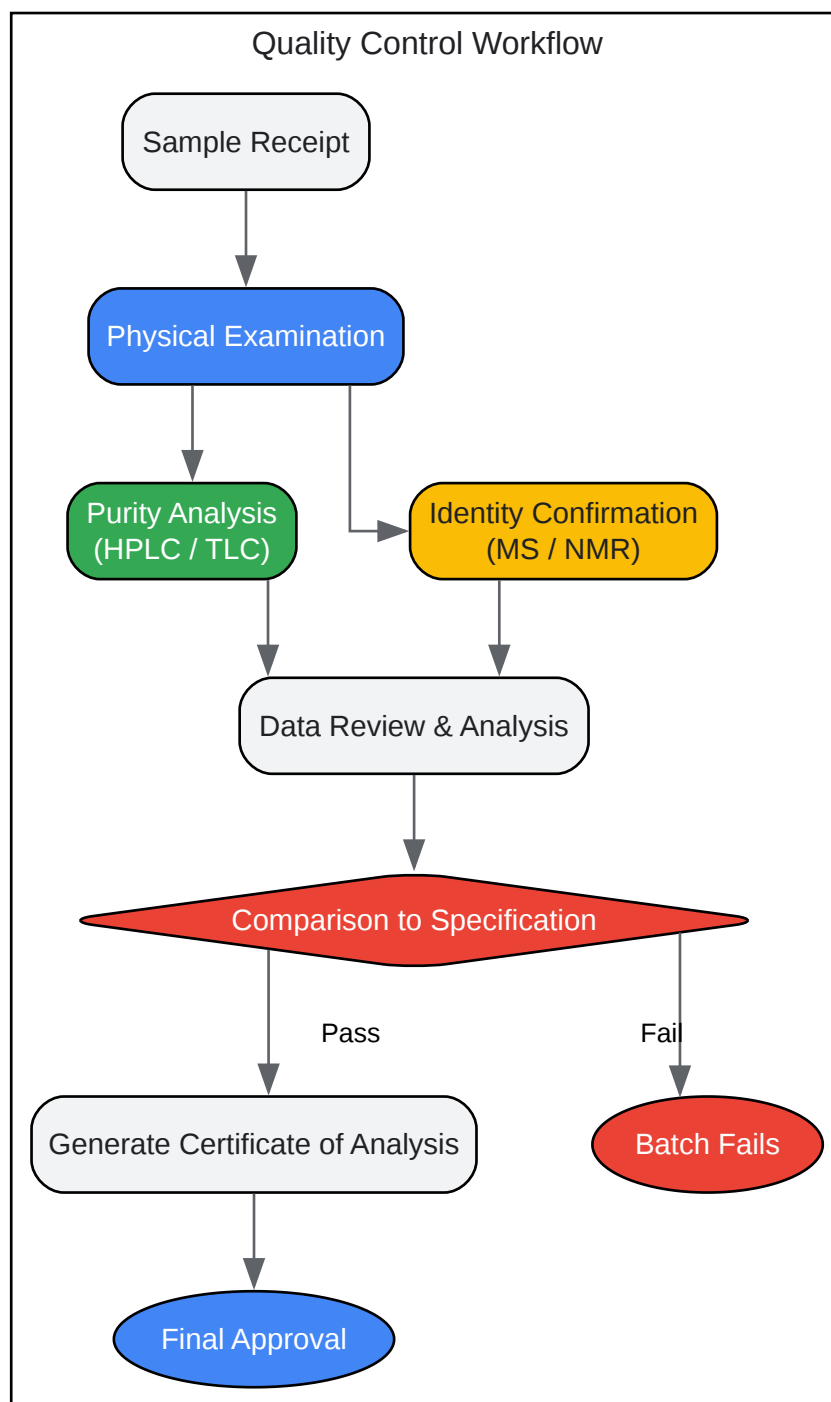 Quality Control Workflow
Sample Receipt
Physical Examination
Purity Analysis
(HPLC / TLC)
Identity Confirmation
(MS / NMR)
Data Review & Analysis
Comparison to Specification
Pass
Fail
Generate Certificate of Analysis
Batch Fails
Final Approval